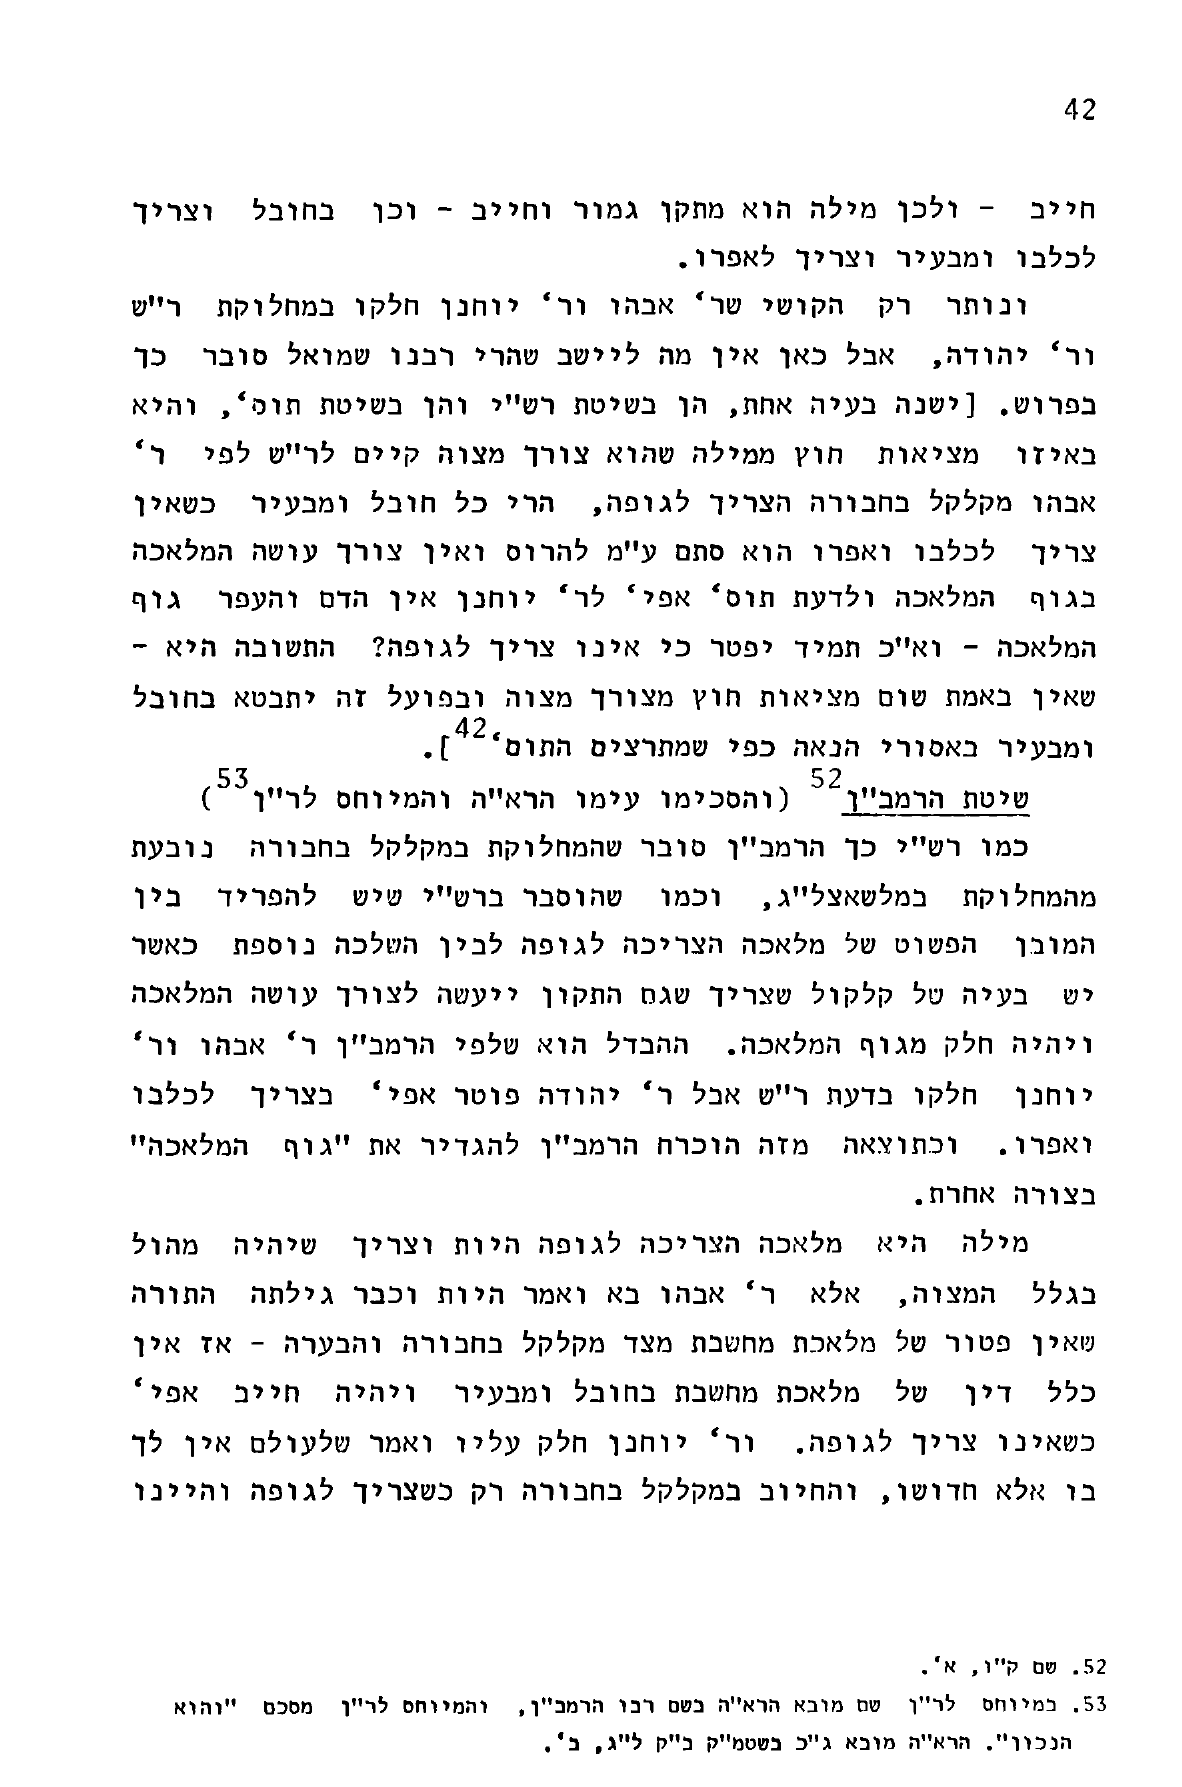 42
חייב - ולכן מילה הוא מתקן גמור וחייב - וכן בחובל וצריך
לכלבו ומבעיר וצריך לאפרו.
ונותר רק הקושי שר' אבהו ור' יוחנן חלקו במחלוקת ר"ש
ור' יהודה, אבל כאן אין מה ליישב שהרי רבנו שמואל סובר כך
בפרוש. [ישנה בעיה אחת, הן בשיטת רש"י והן בשיטת תוס', והיא
באיזו מציאות חוץ ממילה שהוא צורך מצוה קיים לר"ש לפי ר'
אבהו מקלקל בחבורה הצריך לגופה, הרי כל חובל ומבעיר כשאין
צריך לכלבו ואפרו הוא סתם ע"מ להרוס ואין צורך עושה המלאכה
בגוף המלאכה ולדעת תוס' אפי' לר' יוחנן אין הדם והעפר גוף
המלאכה - וא"כ תמיד יפטר כי אינו צריך לגופה? התשובה היא -
שאין באמת שום מציאות חוץ מצורך מצוה ובפועל זה יתבטא בחובל
ומבעיר באסורי הנאה כפי שמתרצים התוס'42].
שיטת הרמב"ן52 (והסכימו עימו הרא"ה והמיוחס לר"ן53)
כמו רש"י כך הרמב"ן סובר שהמחלוקת במקלקל בחבורה נובעת
מהמחלוקת במלשאצל"ג, וכמו שהוסבר ברש"י שיש להפריד בין
המובן הפשוט של מלאכה הצריכה לגופה לבין השלכה נוספת כאשר
יש בעיה של קלקול שצריך שגם התקון ייעשה לצורך עושה המלאכה
ויהיה חלק מגוף המלאכה. ההבדל הוא שלפי הרמב"ן ר' אבהו ור'
יוחנן חלקו בדעת ר"ש אבל ר' יהודה פוטר אפי' בצריך לכלבו
ואפרו. וכתוצאה מזה הוכרח הרמב"ן להגדיר את "גוף המלאכה"
בצורה אחרת.
מילה היא מלאכה הצריכה לגופה היות וצריך שיהיה מהול
בגלל המצוה, אלא ר' אבהו בא ואמר היות וכבר גילתה התורה
שאין פטור של מלאכת מחשבת מצד מקלקל בחבורה והבערה - אז אין
כלל דין של מלאכת מחשבת בחובל ומבעיר ויהיה חייב אפי'
כשאינו צריך לגופה. ור' יוחנן חלק עליו ואמר שלעולם אין לך
בו אלא חדושו, והחיוב במקלקל בחבורה רק כשצריך לגופה והיינו
52. שם ק"ו, א'.
53. במיוחס לר"ן שם מובא הרא"ה בשם רבו הרמב"ן, והמיוחס לר"ן מסכם "והוא
הנכון". הרא"ה מובא ג"כ בשטמ"ק ב"ק ל"ג, ב'.